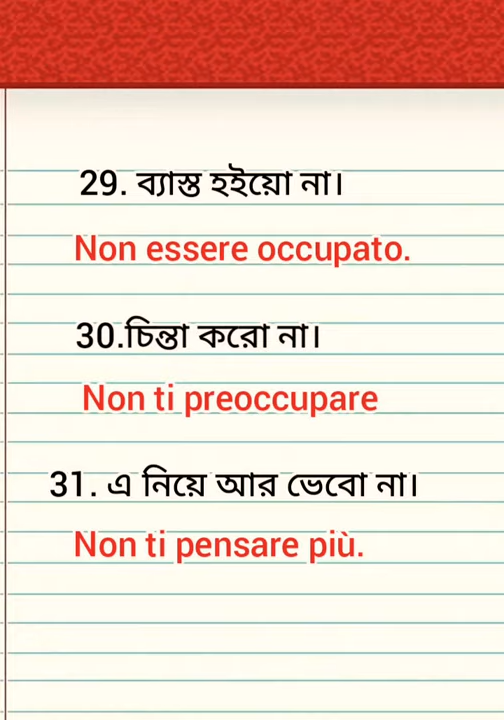 29. ব্যাস্ত হইয়ো না।
Non essere occupato.
30.চিন্তা করো না।
Non ti preoccupare
31. এ নিয়ে আর ভেবো না।
Non ti pensare più.